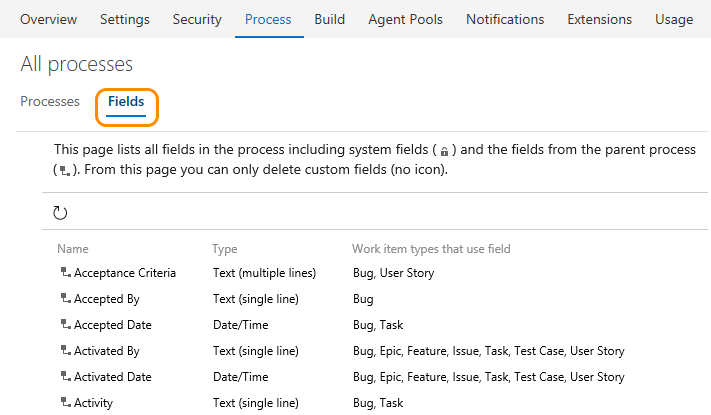 Overview Settings Security Process Build Agent Pools Notifications Extensions Usage
All processes
Processes Fields
This page lists all fields in the process including system fields ( ) and the fields from the parent process
( ). From this page you can only delete custom fields (no icon).
Name Type Work item types that use field
Acceptance Criteria Text (multiple lines) Bug, User Story
Accepted By Text (single line) Bug
Accepted Date Date/Time Bug, Task
Activated By Text (single line) Bug, Epic, Feature, Issue, Task, Test Case, User Story
Activated Date Date/Time Bug, Epic, Feature, Issue, Task, Test Case, User Story
Activity Text (single line) Bug, Task